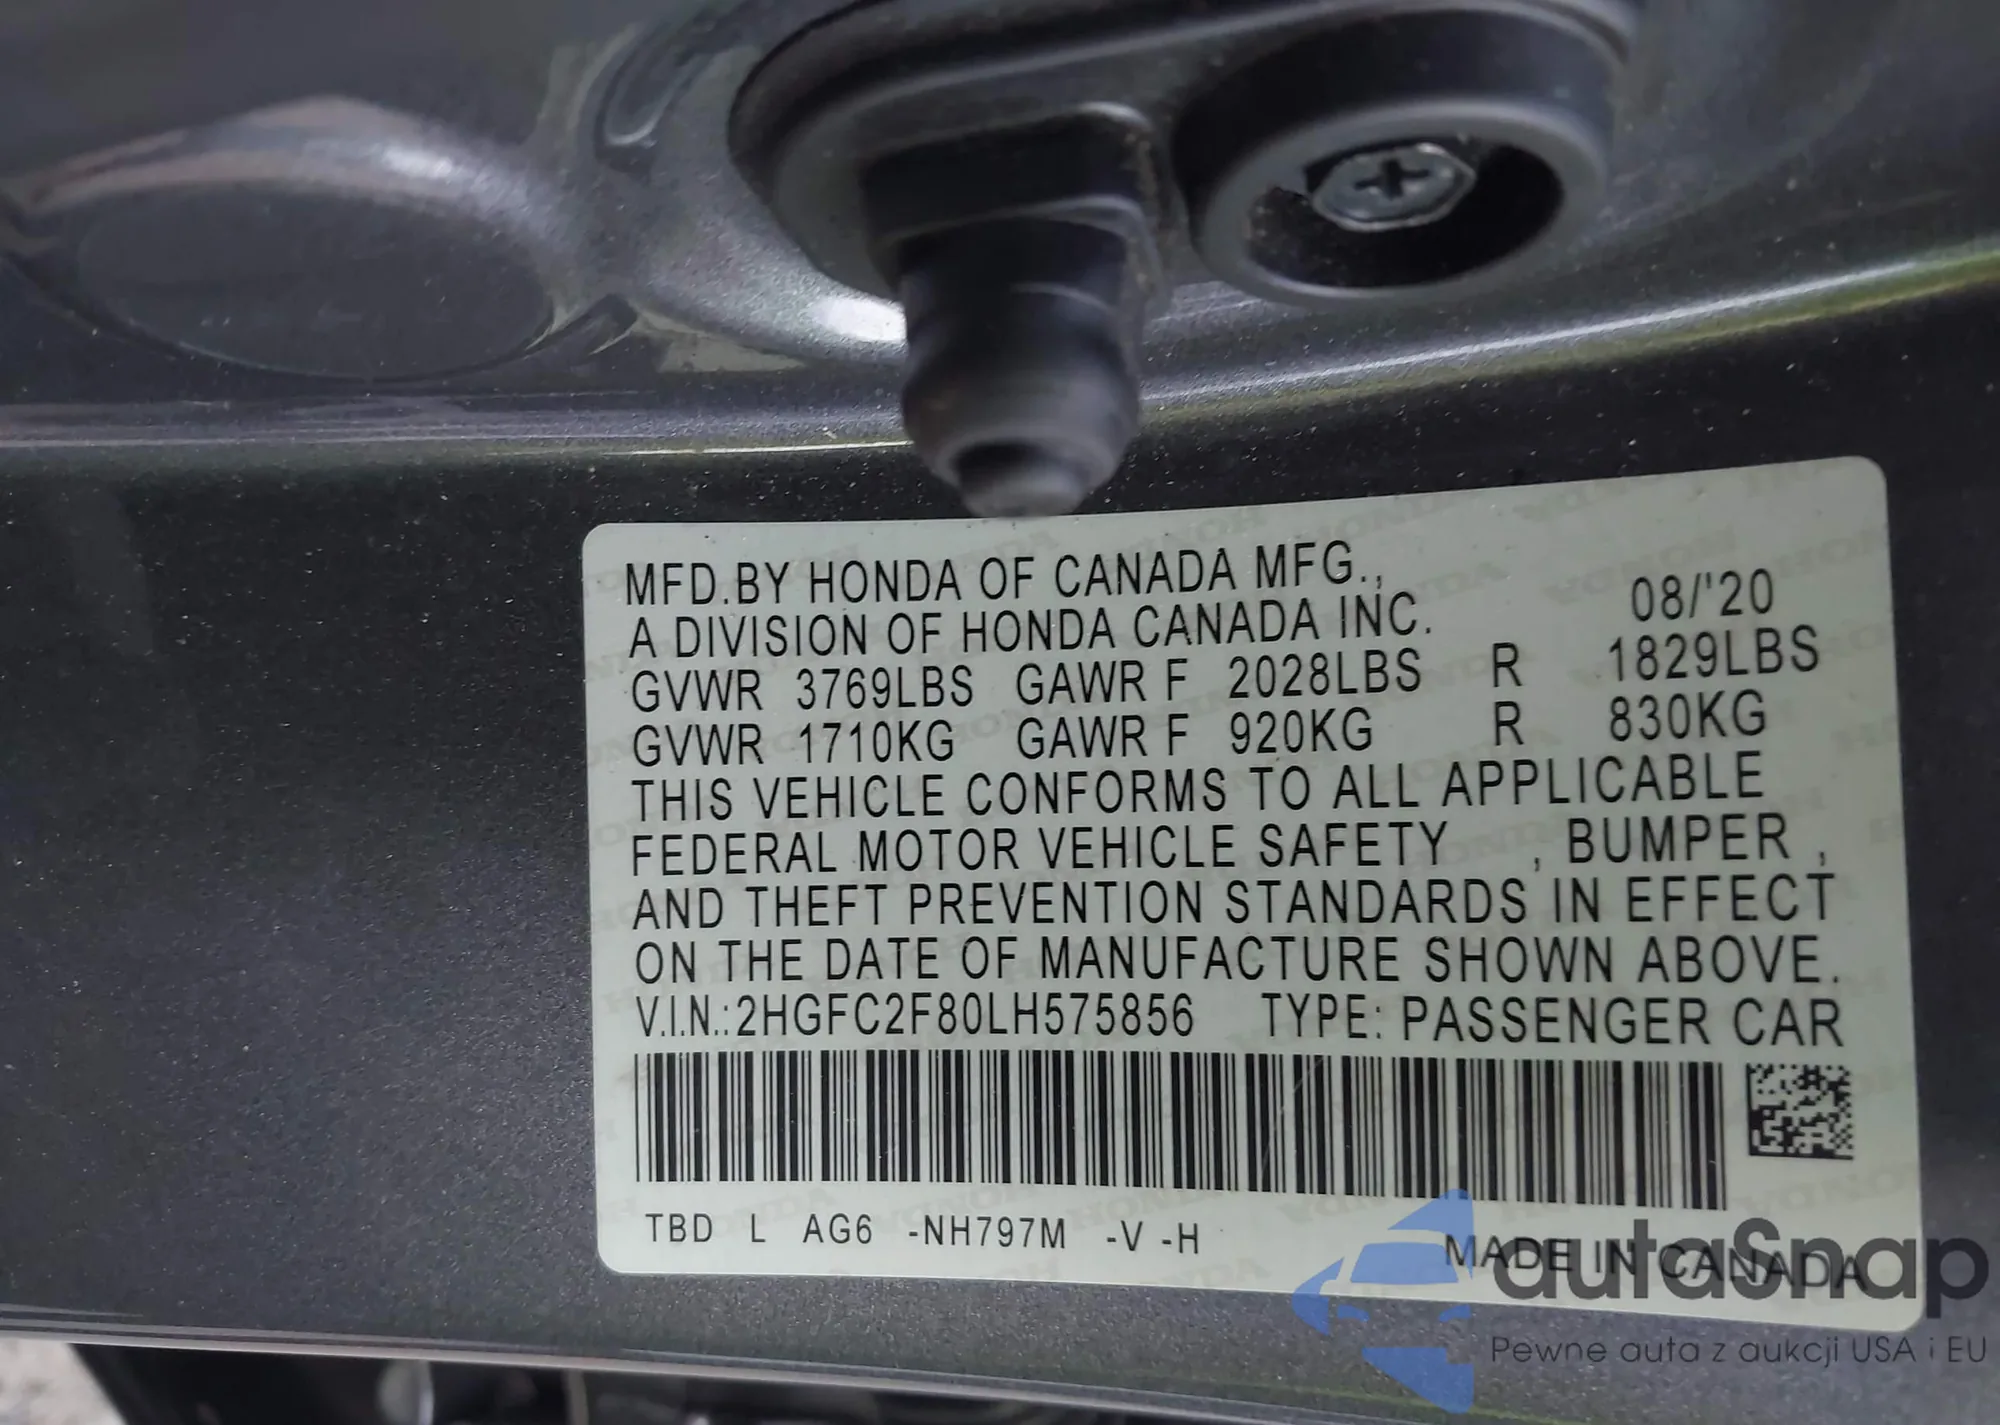 MFD.BY HONDA OF CANADA MFG.,
A DIVISION OF HONDA CANADA INC. 08/'20
GVWR 3769LBS GAWR F 2028LBS R 1829LBS
GVWR 1710KG GAWR F 920KG R 830KG
THIS VEHICLE CONFORMS TO ALL APPLICABLE
FEDERAL MOTOR VEHICLE SAFETY , BUMPER ,
AND THEFT PREVENTION STANDARDS IN EFFECT
ON THE DATE OF MANUFACTURE SHOWN ABOVE.
V.I.N.:2HGFC2F80LH575856 TYPE: PASSENGER CAR
TBD L AG6 -NH797M -V -H
MADE IN CANADA
autaSnap
Pewne auta z aukcji USA i EU